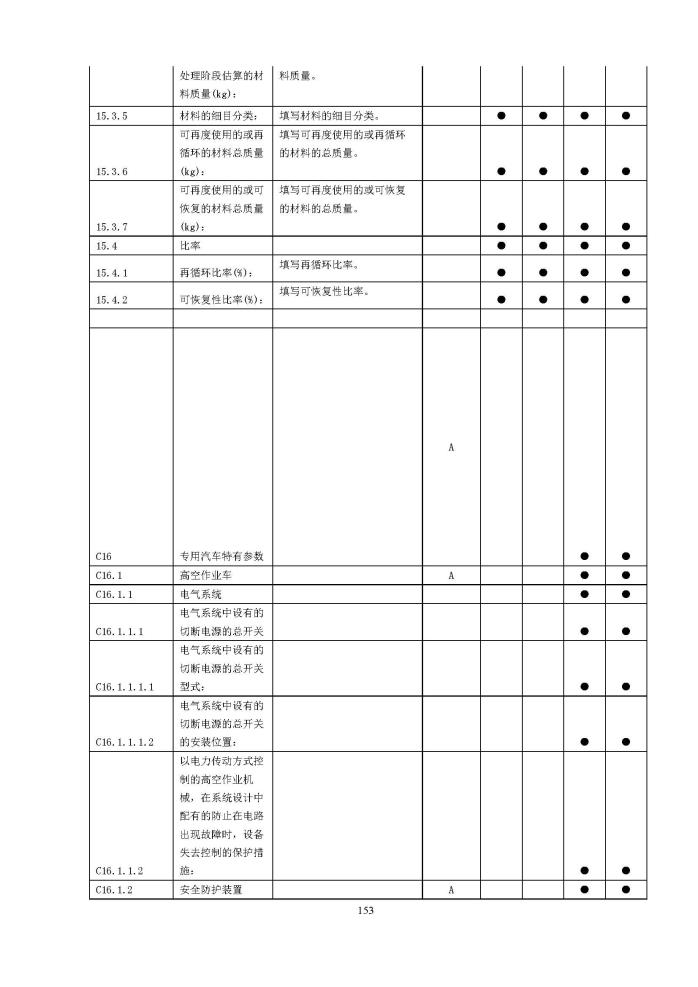 处理阶段估算的材 料质量。
料质量(kg)：
15.3.5 材料的细目分类： 填写材料的细目分类。 ● ● ● ●
可再度使用的或再 填写可再度使用的或再循环
循环的材料总质量 的材料的总质量。
15.3.6 (kg)： ● ● ● ●
可再度使用的或可 填写可再度使用的或可恢复
恢复的材料总质量 的材料的总质量。
15.3.7 (kg)： ● ● ● ●
15.4 比率 ● ● ● ●
填写再循环比率。
15.4.1 再循环比率(%)： ● ● ● ●
填写可恢复性比率。
15.4.2 可恢复性比率(%)： ● ● ● ●
A
C16 专用汽车特有参数 ● ●
C16.1 高空作业车 A ● ●
C16.1.1 电气系统 ● ●
电气系统中设有的
C16.1.1.1 切断电源的总开关 ● ●
电气系统中设有的
切断电源的总开关
C16.1.1.1.1 型式： ● ●
电气系统中设有的
切断电源的总开关
C16.1.1.1.2 的安装位置： ● ●
以电力传动方式控
制的高空作业机
械，在系统设计中
配有的防止在电路
出现故障时，设备
失去控制的保护措
C16.1.1.2 施： ● ●
C16.1.2 安全防护装置 A ● ●
153